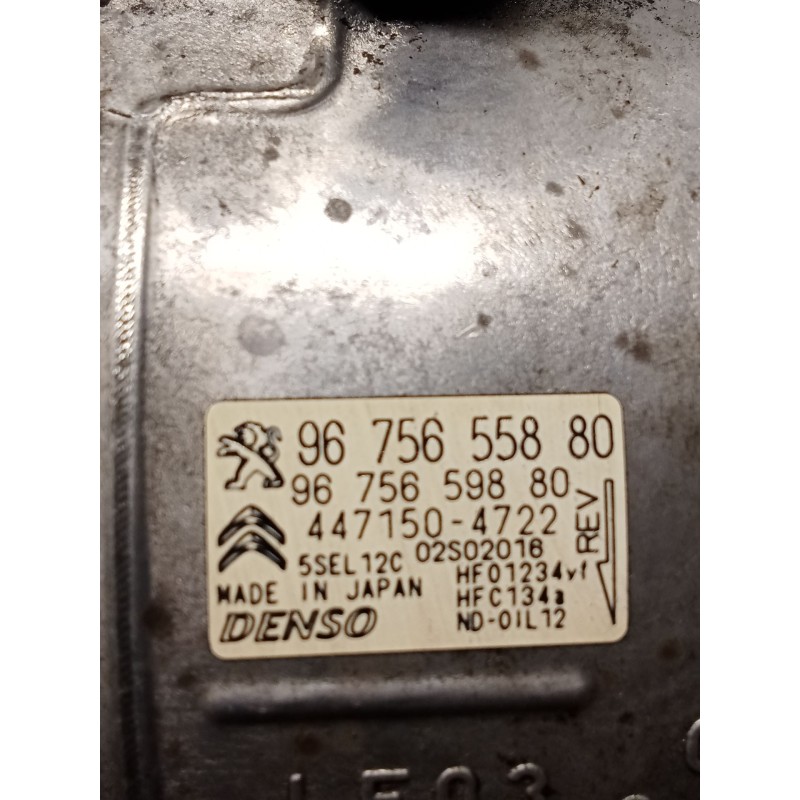 96 756 558 80
96 756 598 80
447150-4722
5SEL12C 02S02016
HFO1234yf
MADE IN JAPAN
HFC134a
DENSO
ND-OIL12
REV